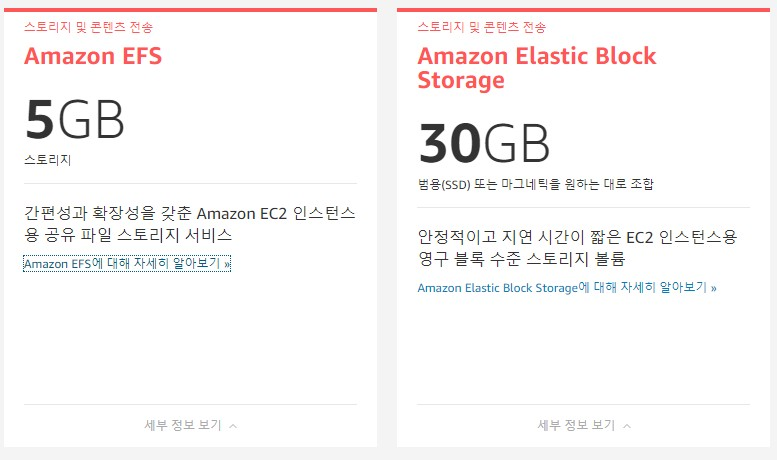 스토리지 및 콘텐츠 전송
Amazon EFS
5GB
스토리지
간편성과 확장성을 갖춘 Amazon EC2 인스턴스
용 공유 파일 스토리지 서비스
Amazon EFS에 대해 자세히 알아보기 »
세부 정보 보기
스토리지 및 콘텐츠 전송
Amazon Elastic Block
Storage
30GB
범용(SSD) 또는 마그네틱을 원하는 대로 조합
안정적이고 지연 시간이 짧은 EC2 인스턴스용
영구 블록 수준 스토리지 볼륨
Amazon Elastic Block Storage에 대해 자세히 알아보기 »
세부 정보 보기